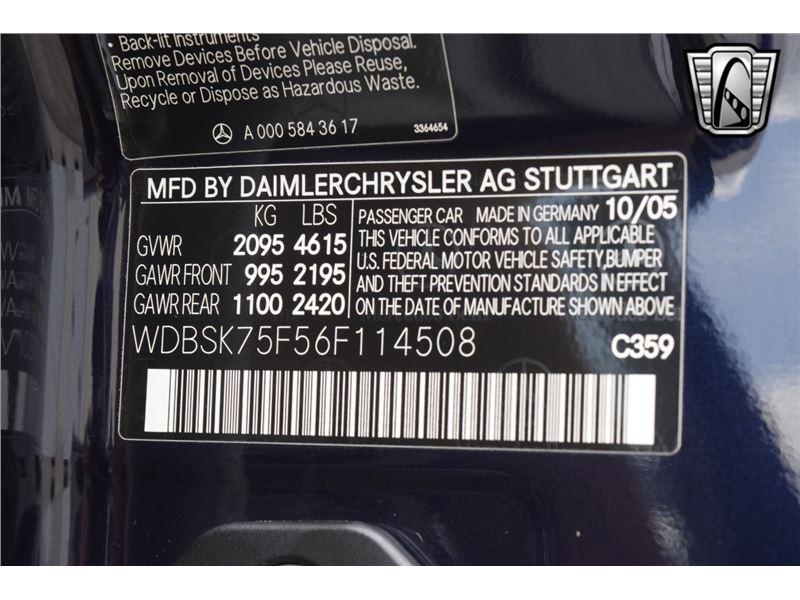 • Back-lit Instruments
Remove Devices Before Vehicle Disposal.
Upon Removal of Devices Please Reuse,
Recycle or Dispose as Hazardous Waste.
A 000 584 36 17 3364654
MFD BY DAIMLERCHRYSLER AG STUTTGART
KG LBS
GVWR 2095 4615
GAWR FRONT 995 2195
GAWR REAR 1100 2420
PASSENGER CAR MADE IN GERMANY 10/05
THIS VEHICLE CONFORMS TO ALL APPLICABLE
U.S. FEDERAL MOTOR VEHICLE SAFETY,BUMPER
AND THEFT PREVENTION STANDARDS IN EFFECT
ON THE DATE OF MANUFACTURE SHOWN ABOVE
WDBSK75F56F114508 C359